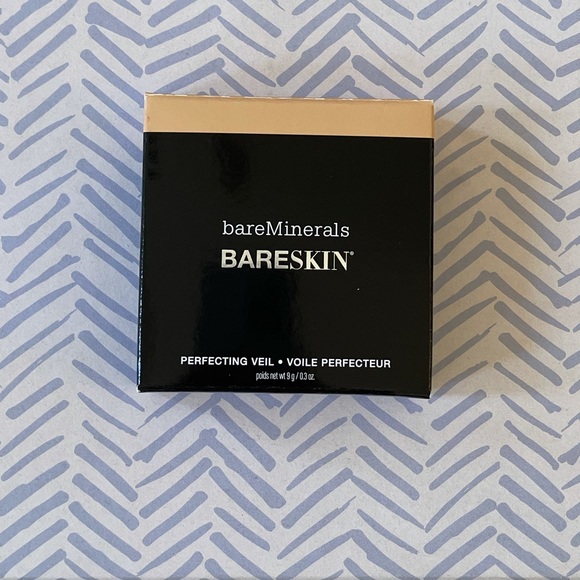 bareMinerals
BARESKIN®
PERFECTING VEIL • VOILE PERFECTEUR
poids net wt 9 g / 0.3 oz.